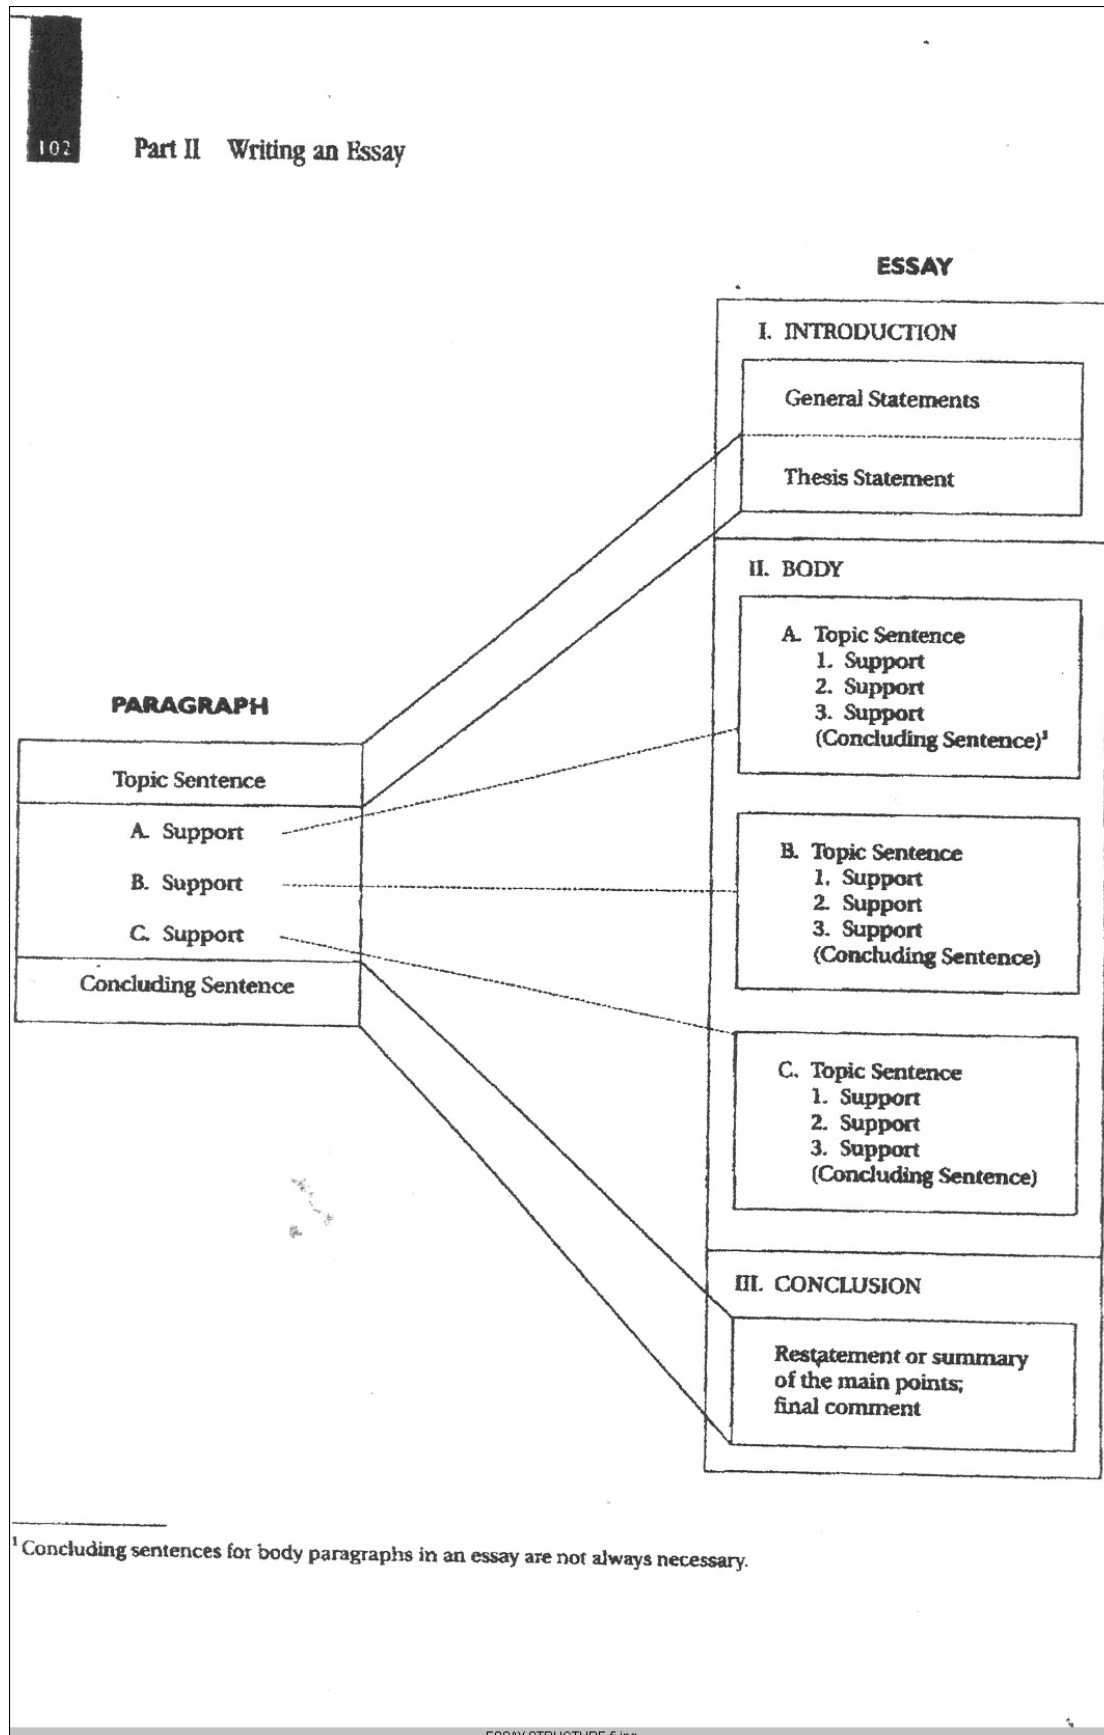 102
Part II Writing an Essay
ESSAY
I. INTRODUCTION
General Statements
Thesis Statement
II. BODY
A. Topic Sentence
1. Support
2. Support
3. Support
(Concluding Sentence)¹
B. Topic Sentence
1. Support
2. Support
3. Support
(Concluding Sentence)
C. Topic Sentence
1. Support
2. Support
3. Support
(Concluding Sentence)
III. CONCLUSION
Restatement or summary
of the main points;
final comment
PARAGRAPH
Topic Sentence
A. Support
B. Support
C. Support
Concluding Sentence
¹ Concluding sentences for body paragraphs in an essay are not always necessary.